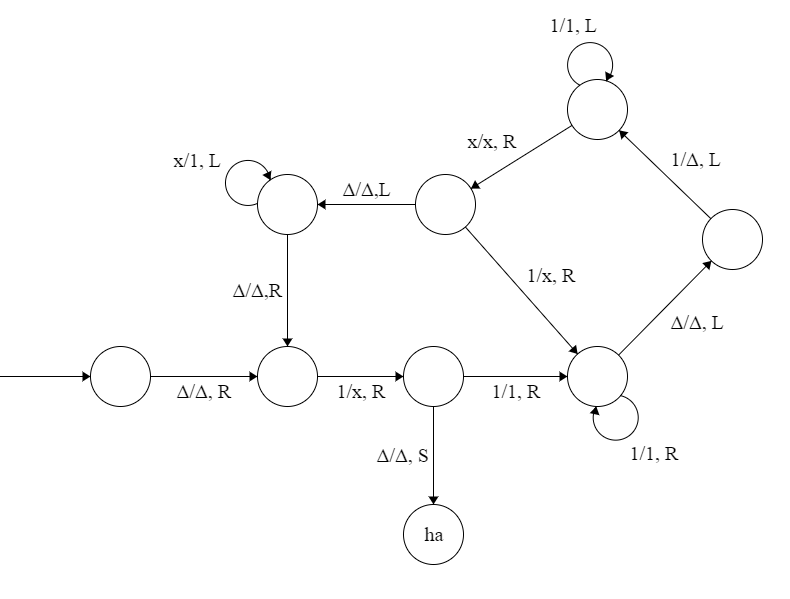 1/1, L
x/x, R
1/Δ, L
x/1, L
Δ/Δ,L
1/x, R
Δ/Δ,R
Δ/Δ, L
Δ/Δ, R
1/x, R
1/1, R
1/1, R
Δ/Δ, S
ha